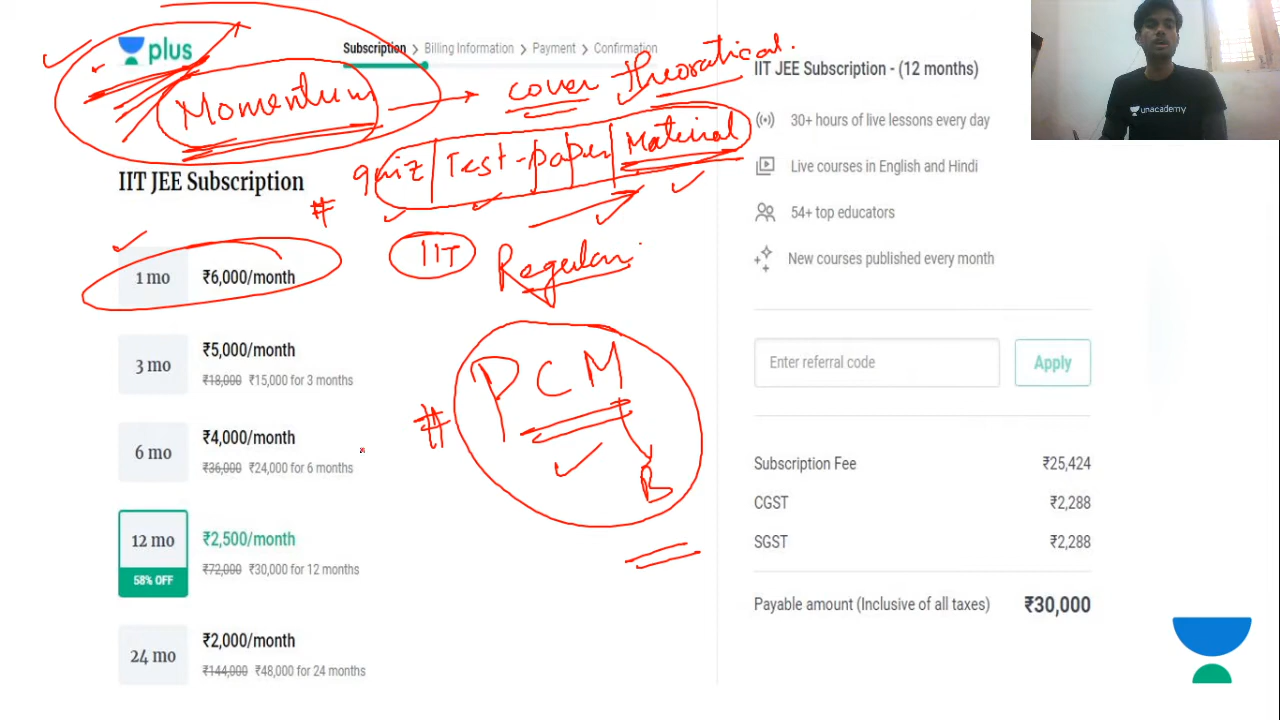 plus
Subscription > Billing Information > Payment > Confirmation
Momentum
cover theoratical.
quiz | Test-paper | Material
#
IIT JEE Subscription
IIT
Regular
1 mo ₹6,000/month
3 mo ₹5,000/month
₹18,000 ₹15,000 for 3 months
PCM
#
B
6 mo ₹4,000/month
₹36,000 ₹24,000 for 6 months
12 mo ₹2,500/month
58% OFF ₹72,000 ₹30,000 for 12 months
24 mo ₹2,000/month
₹144,000 ₹48,000 for 24 months
IIT JEE Subscription - (12 months)
30+ hours of live lessons every day
Live courses in English and Hindi
54+ top educators
New courses published every month
Enter referral code Apply
Subscription Fee ₹25,424
CGST ₹2,288
SGST ₹2,288
Payable amount (Inclusive of all taxes) ₹30,000
unacademy